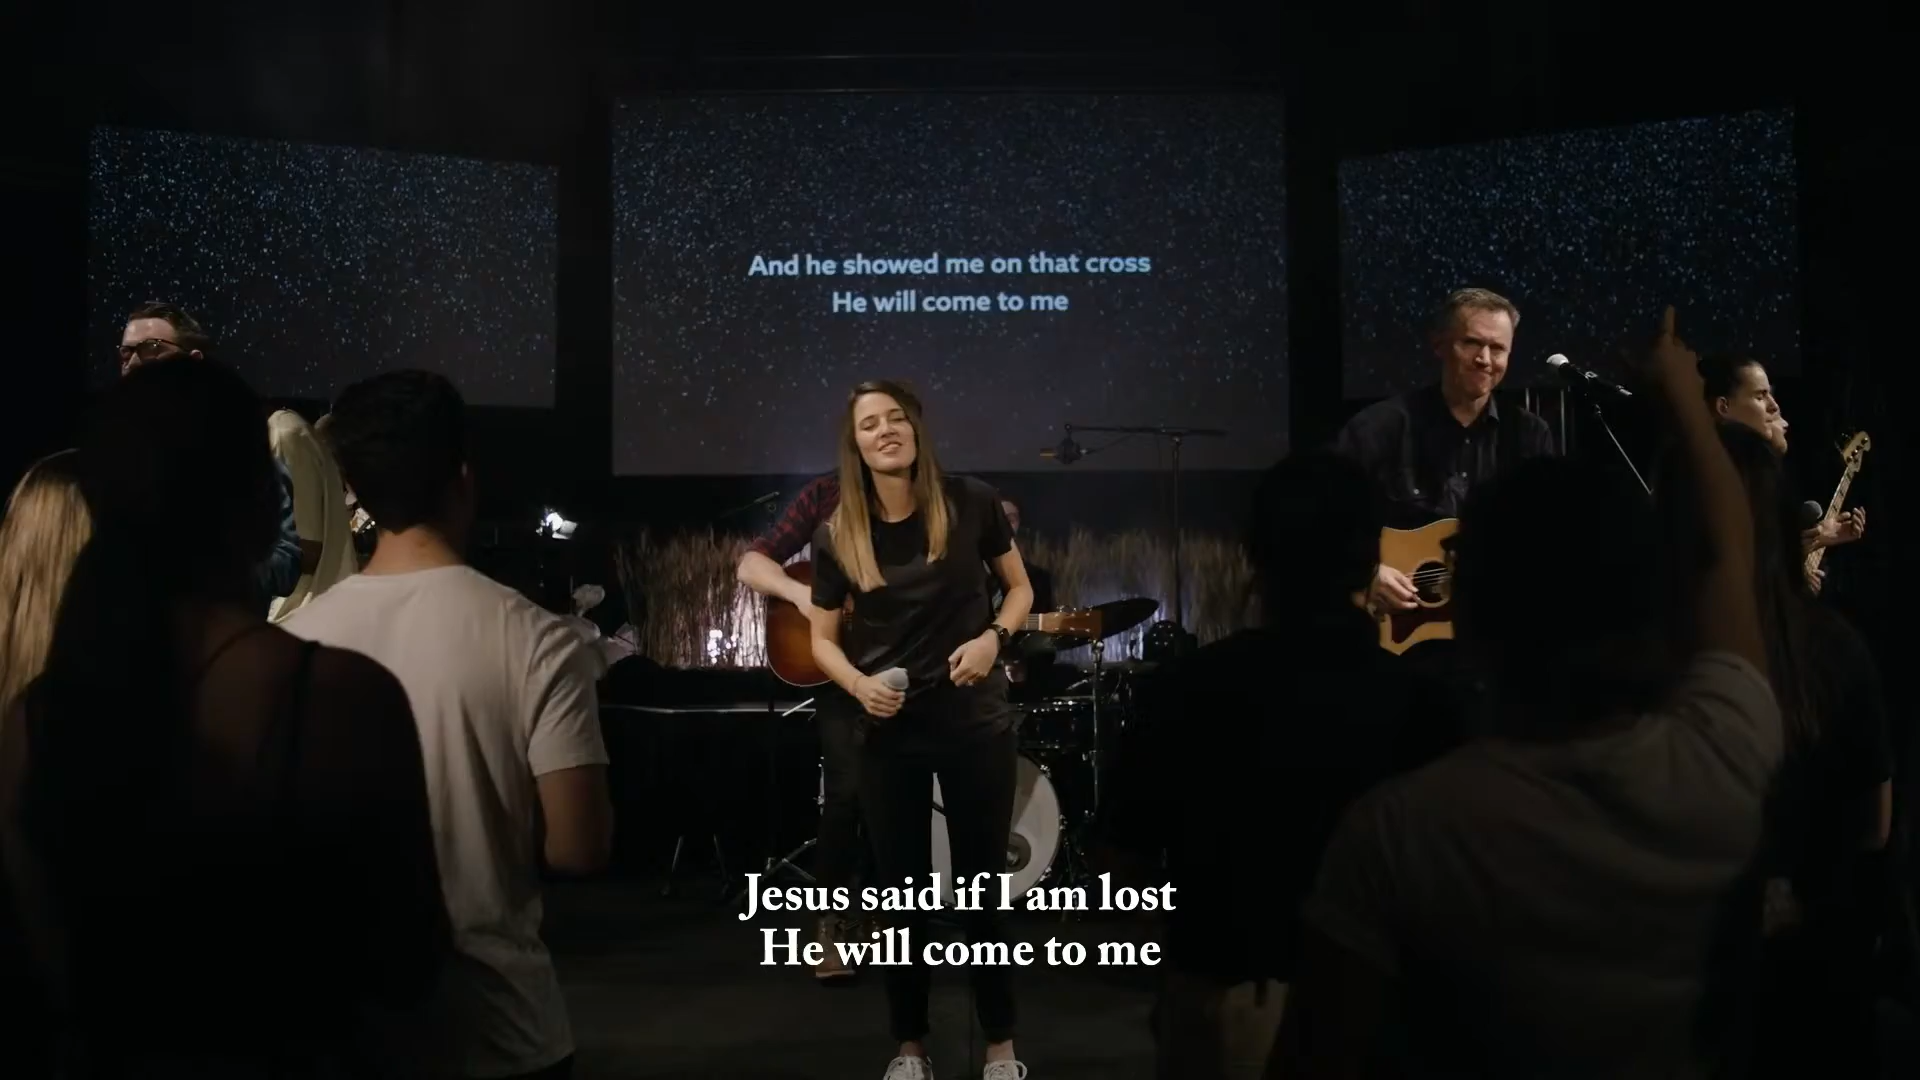 And he showed me on that cross
He will come to me
Jesus said if I am lost
He will come to me